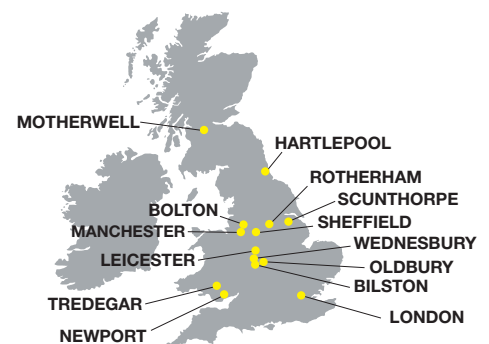 MOTHERWELL
HARTLEPOOL
ROTHERHAM
SCUNTHORPE
BOLTON
SHEFFIELD
MANCHESTER
WEDNESBURY
LEICESTER
OLDBURY
BILSTON
TREDEGAR
LONDON
NEWPORT